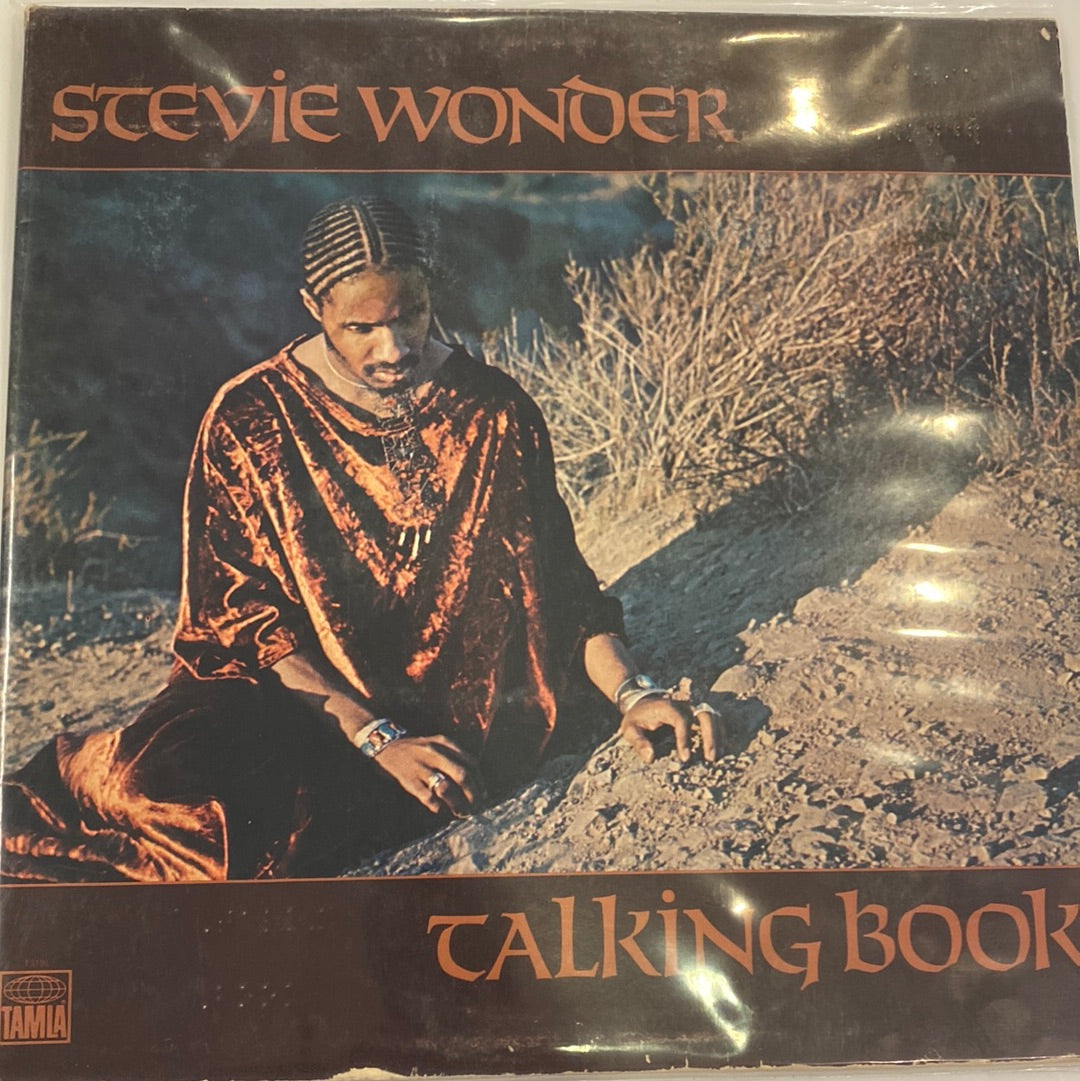 STEVIE WONDER
TALKING BOOK
TAMLA